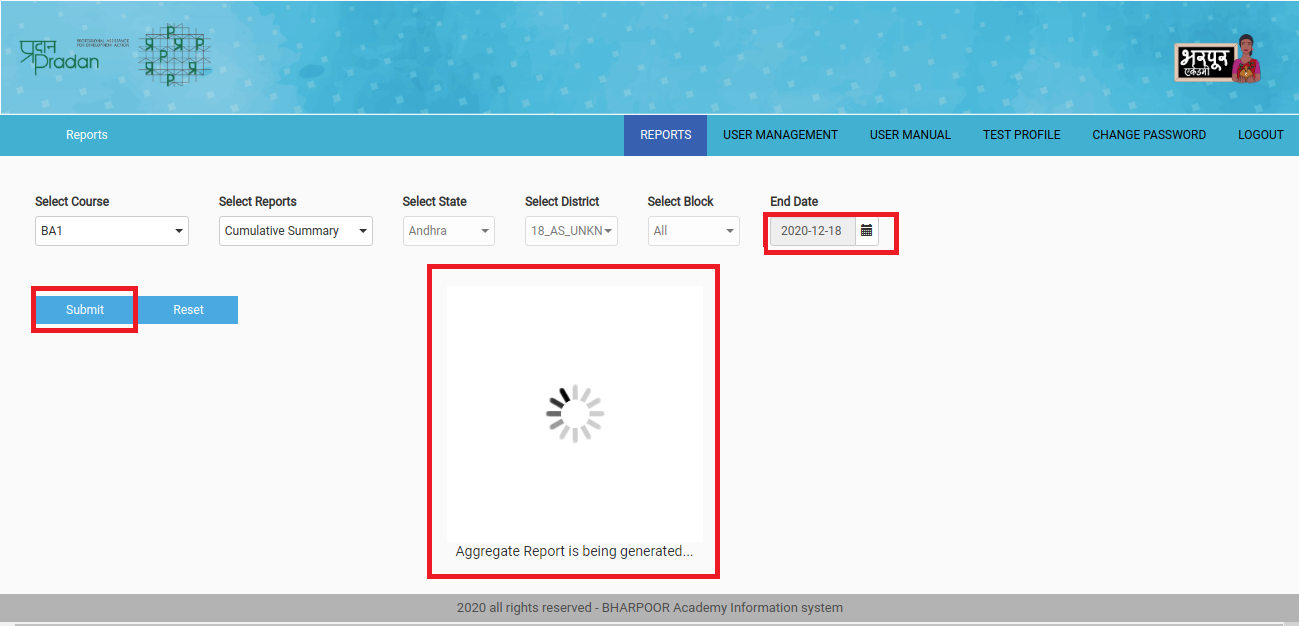 प्रदान
Pradan
PROFESSIONAL ASSISTANCE
FOR DEVELOPMENT ACTION
भरपूर
एकेडमी
Reports
REPORTS USER MANAGEMENT USER MANUAL TEST PROFILE CHANGE PASSWORD LOGOUT
Select Course Select Reports Select State Select District Select Block End Date
BA1 Cumulative Summary Andhra 18_AS_UNKN All 2020-12-18
Submit Reset
Aggregate Report is being generated...
2020 all rights reserved - BHARPOOR Academy Information system